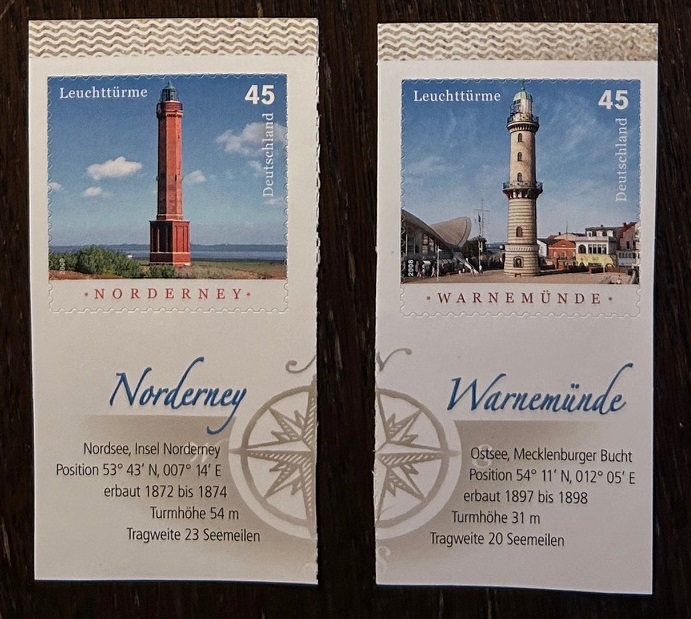 Leuchttürme
45
Deutschland
· NORDERNEY ·
Norderney
Nordsee, Insel Norderney
Position 53° 43′ N, 007° 14′ E
erbaut 1872 bis 1874
Turmhöhe 54 m
Tragweite 23 Seemeilen
Leuchttürme
45
Deutschland
2008
· WARNEMÜNDE ·
Warnemünde
Ostsee, Mecklenburger Bucht
Position 54° 11′ N, 012° 05′ E
erbaut 1897 bis 1898
Turmhöhe 31 m
Tragweite 20 Seemeilen